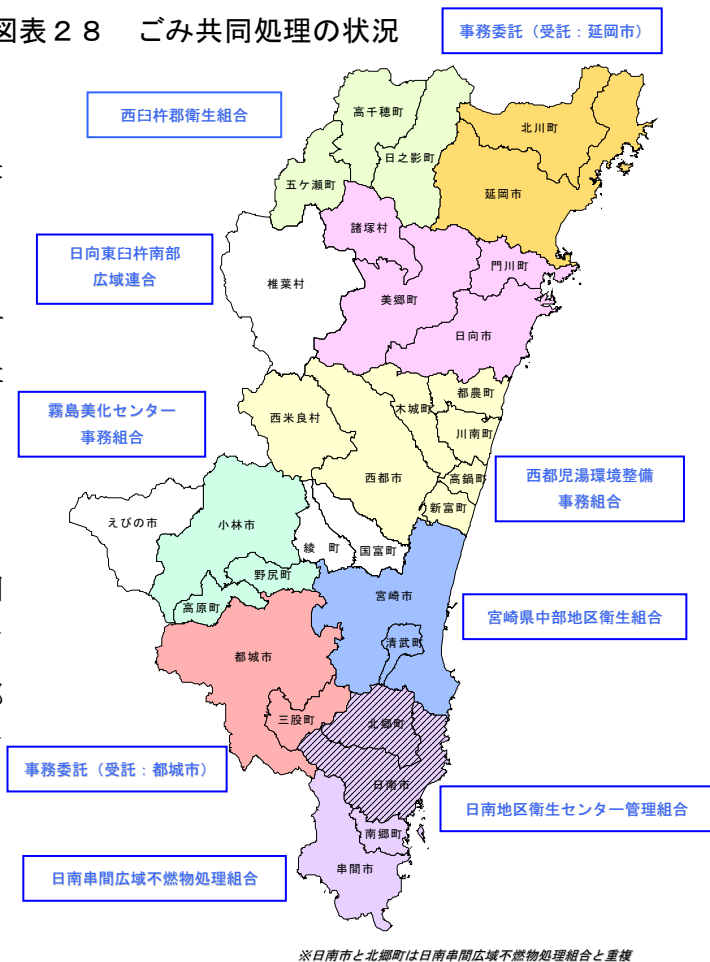 図表２８　ごみ共同処理の状況
事務委託（受託：延岡市）
西臼杵郡衛生組合
高千穂町
北川町
日之影町
五ケ瀬町
延岡市
諸塚村
日向東臼杵南部
広域連合
門川町
椎葉村
美郷町
日向市
霧島美化センター
事務組合
都農町
木城町
西米良村
川南町
西都市
高鍋町
西都児湯環境整備
事務組合
新富町
えびの市
小林市
綾　町
国富町
野尻町
宮崎市
高原町
宮崎県中部地区衛生組合
清武町
都城市
三股町
北郷町
事務委託（受託：都城市）
日南市
日南地区衛生センター管理組合
南郷町
串間市
日南串間広域不燃物処理組合
※日南市と北郷町は日南串間広域不燃物処理組合と重複